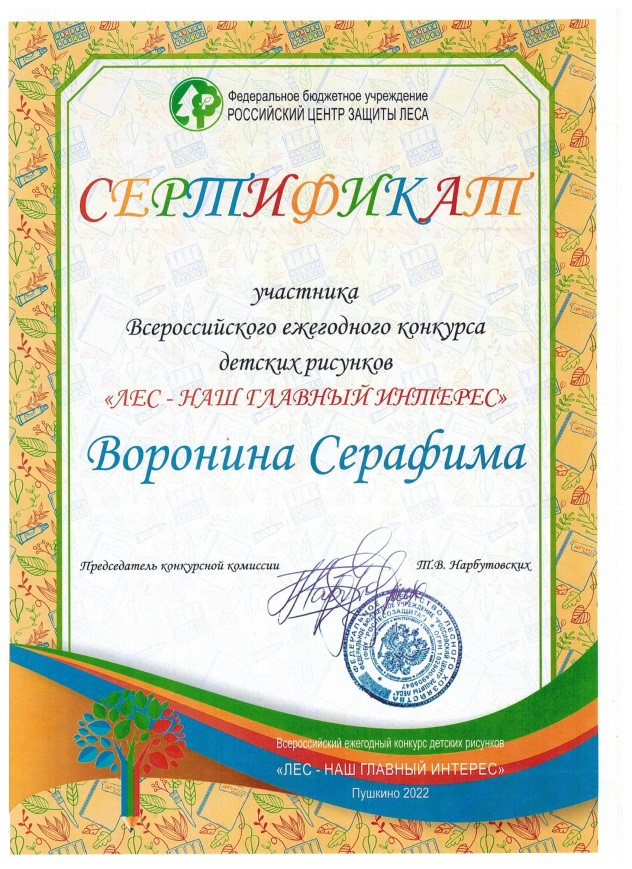 Федеральное бюджетное учреждение
РОССИЙСКИЙ ЦЕНТР ЗАЩИТЫ ЛЕСА
СЕРТИФИКАТ
участника
Всероссийского ежегодного конкурса
детских рисунков
«ЛЕС - НАШ ГЛАВНЫЙ ИНТЕРЕС»
Воронина Серафима
Председатель конкурсной комиссии
Т.В. Нарбутовских
Всероссийский ежегодный конкурс детских рисунков
«ЛЕС - НАШ ГЛАВНЫЙ ИНТЕРЕС»
Пушкино 2022